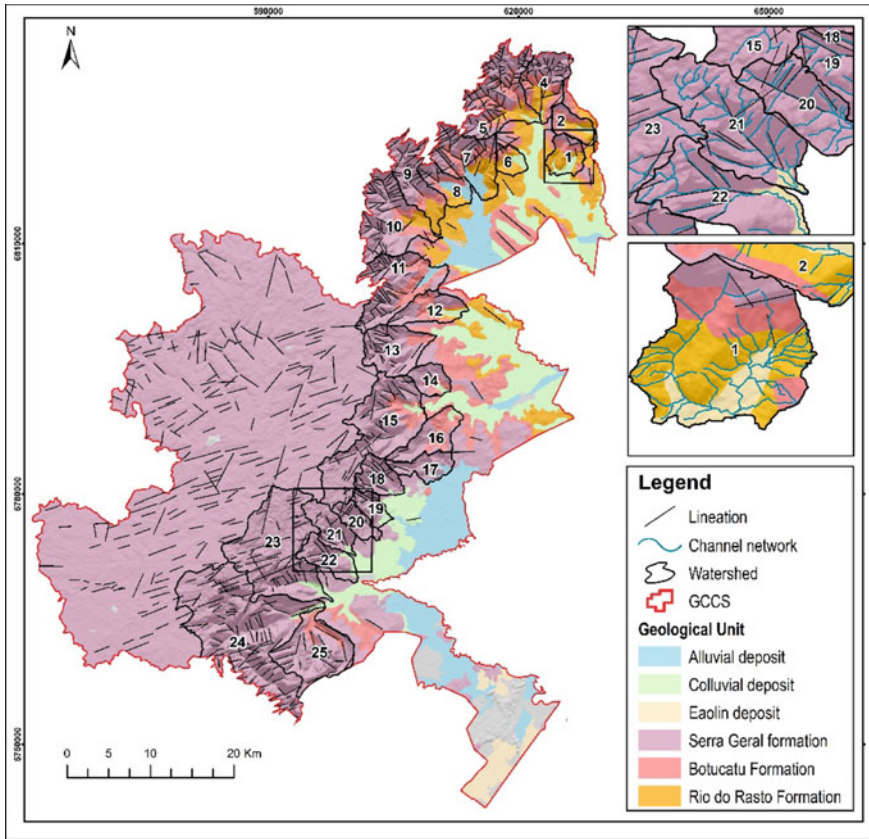 590000
620000
650000
N
6810000
6780000
6750000
4
5
2
7
6
1
9
8
10
11
12
13
14
15
16
17
18
19
20
21
23
22
24
25
0 5 10 20 Km
15
18
19
20
21
23
22
2
1
Legend
Lineation
Channel network
Watershed
GCCS
Geological Unit
Alluvial deposit
Colluvial deposit
Eaolin deposit
Serra Geral formation
Botucatu Formation
Rio do Rasto Formation